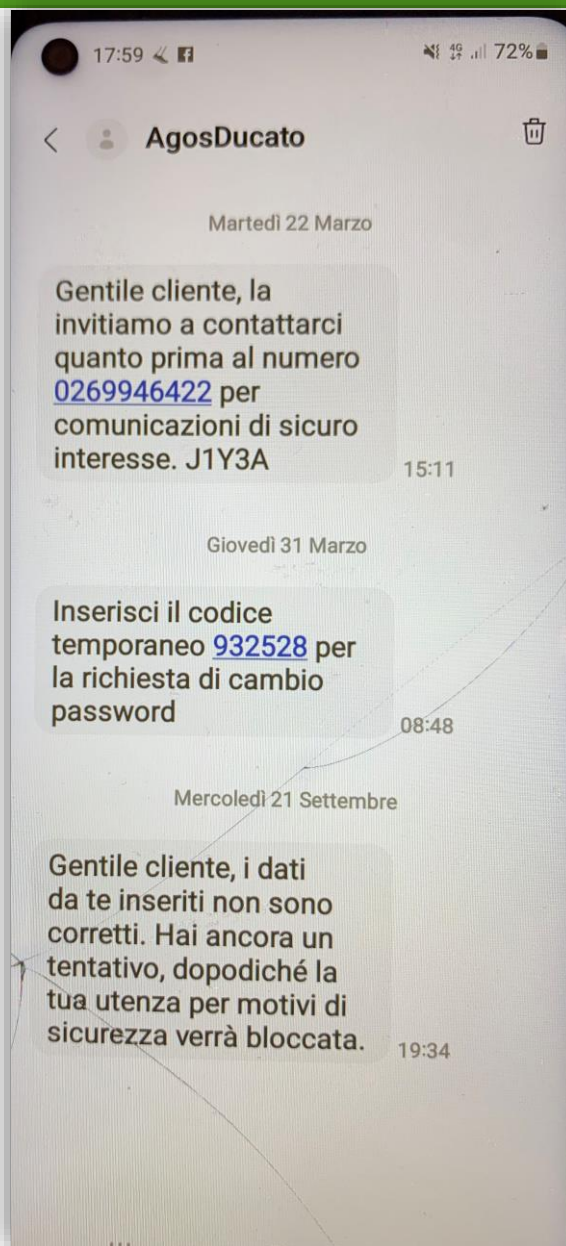 17:59
4G
72%
AgosDucato
Martedì 22 Marzo
Gentile cliente, la
invitiamo a contattarci
quanto prima al numero
0269946422 per
comunicazioni di sicuro
interesse. J1Y3A
15:11
Giovedì 31 Marzo
Inserisci il codice
temporaneo 932528 per
la richiesta di cambio
password
08:48
Mercoledì 21 Settembre
Gentile cliente, i dati
da te inseriti non sono
corretti. Hai ancora un
tentativo, dopodiché la
tua utenza per motivi di
sicurezza verrà bloccata.
19:34